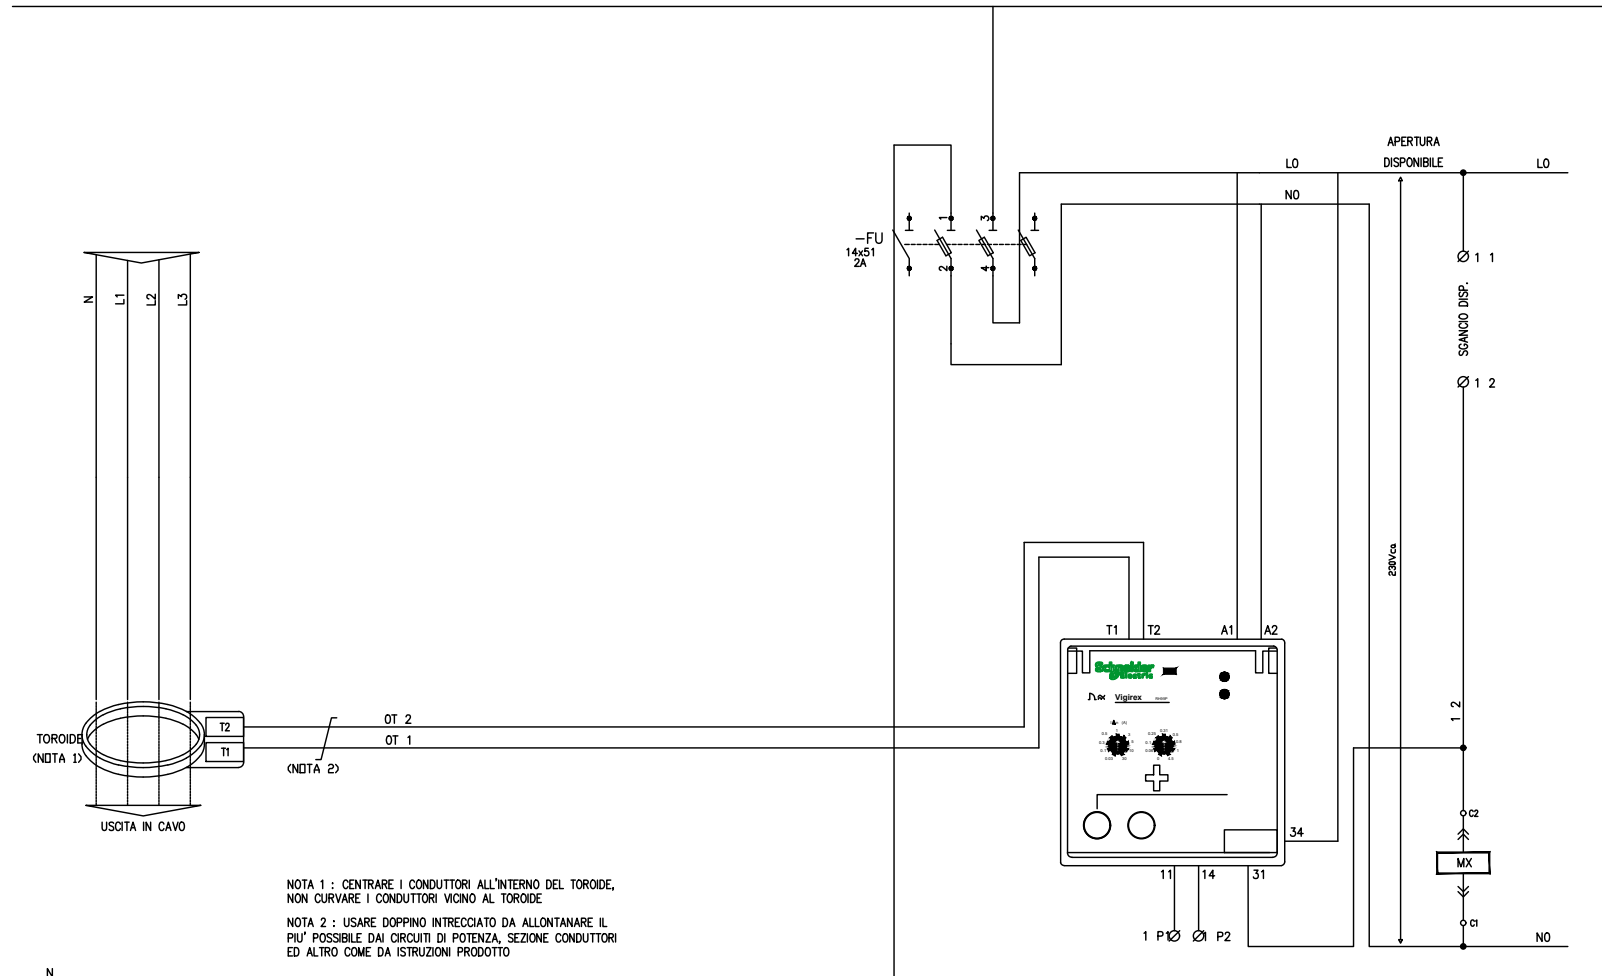 APERTURA
DISPONIBILE
L0
L0
N0
1
3
-FU
14x51
2A
2
4
1 1
SGANCIO DISP.
1 2
N
L1
L2
L3
230Vca
T1
T2
A1
A2
Schneider
Electric
Vigirex
1 2
T2
T1
TOROIDE
(NOTA 1)
OT 2
OT 1
(NOTA 2)
USCITA IN CAVO
34
C2
MX
C1
11
14
31
1 P1
1 P2
N0
NOTA 1 : CENTRARE I CONDUTTORI ALL'INTERNO DEL TOROIDE,
NON CURVARE I CONDUTTORI VICINO AL TOROIDE
NOTA 2 : USARE DOPPINO INTRECCIATO DA ALLONTANARE IL
PIU' POSSIBILE DAI CIRCUITI DI POTENZA, SEZIONE CONDUTTORI
ED ALTRO COME DA ISTRUZIONI PRODOTTO
N